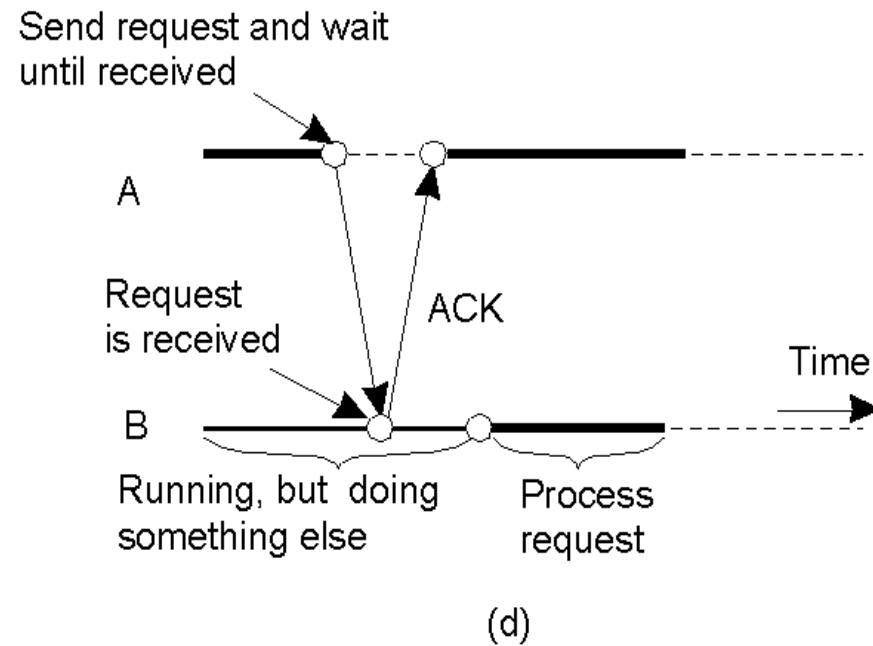 Send request and wait
until received
A
Request
is received
ACK
Time
B
Running, but doing
something else
Process
request
(d)